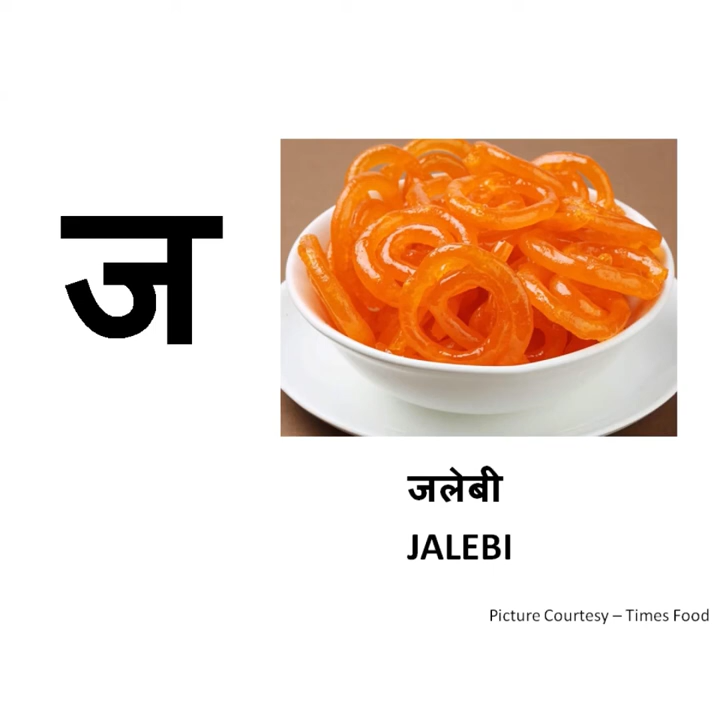 ज
जलेबी
JALEBI
Picture Courtesy – Times Food